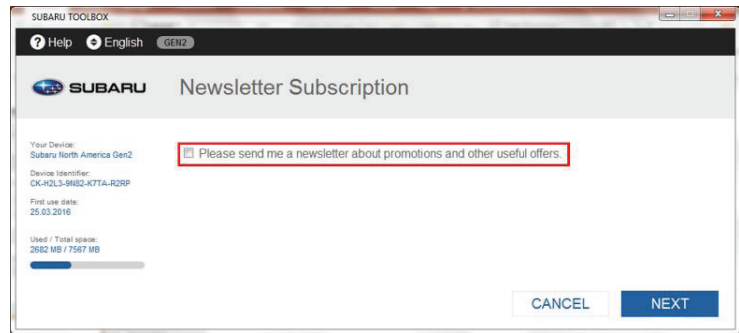 SUBARU TOOLBOX
Help English GEN2
SUBARU Newsletter Subscription
Your Device:
Subaru North America Gen2
Device Identifier:
CK-H2L3-9N82-K7TA-R2RP
First use date:
25.03.2016
Used / Total space:
2682 MB / 7567 MB
Please send me a newsletter about promotions and other useful offers.
CANCEL NEXT